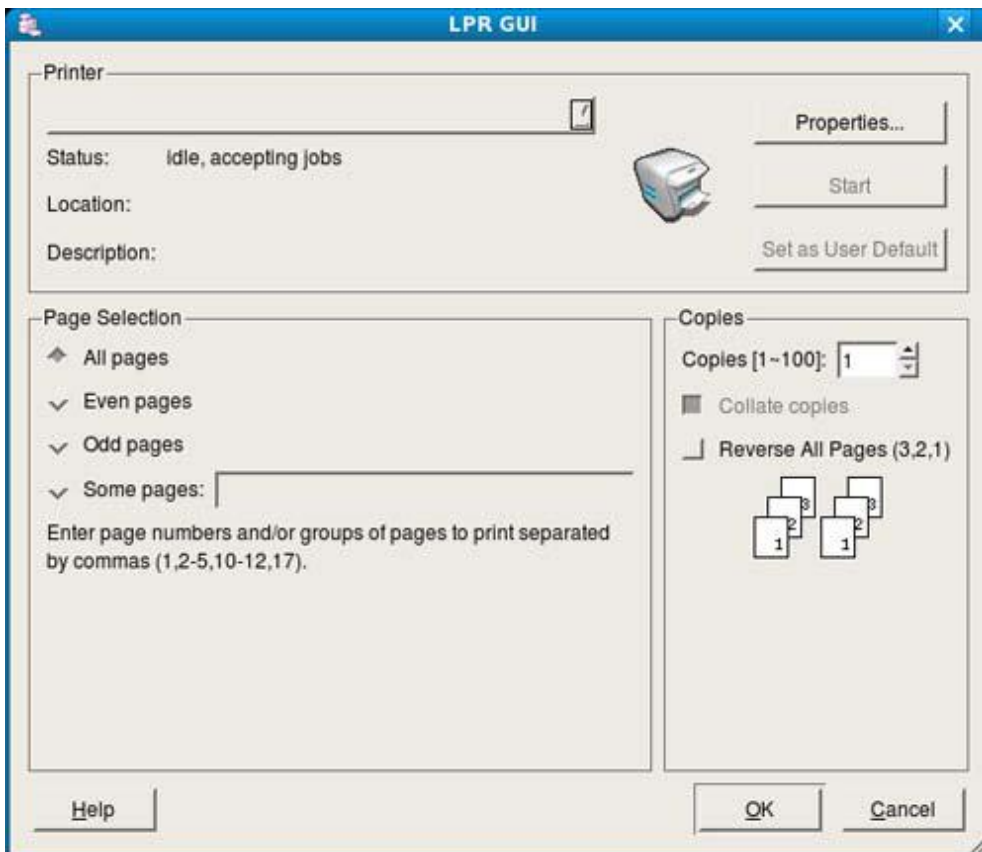 LPR GUI
Printer
Properties...
Status: idle, accepting jobs
Start
Location:
Set as User Default
Description:
Page Selection
All pages
Even pages
Odd pages
Some pages:
Enter page numbers and/or groups of pages to print separated
by commas (1,2-5,10-12,17).
Copies
Copies [1~100]: 1
Collate copies
Reverse All Pages (3,2,1)
3 3
2 2
1 1
Help
OK
Cancel